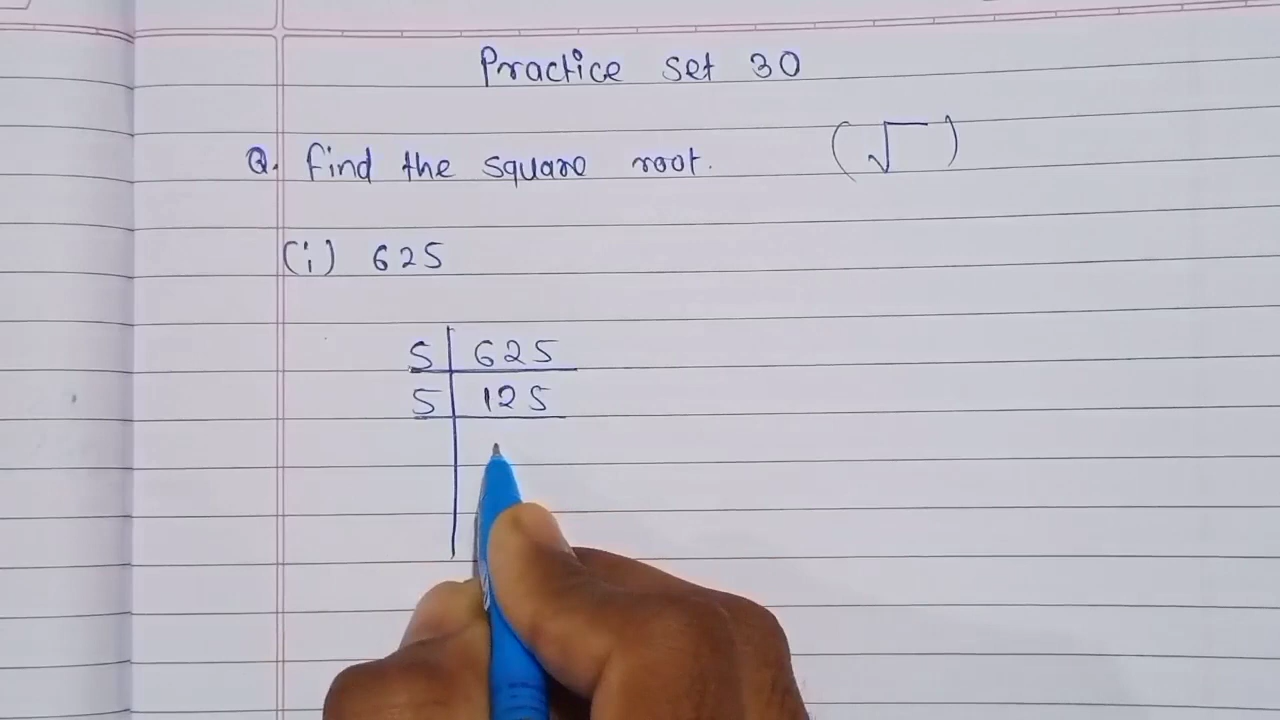 Practice set 30
Q. find the square root. (√ )
(i) 625
5 | 625
5 | 125